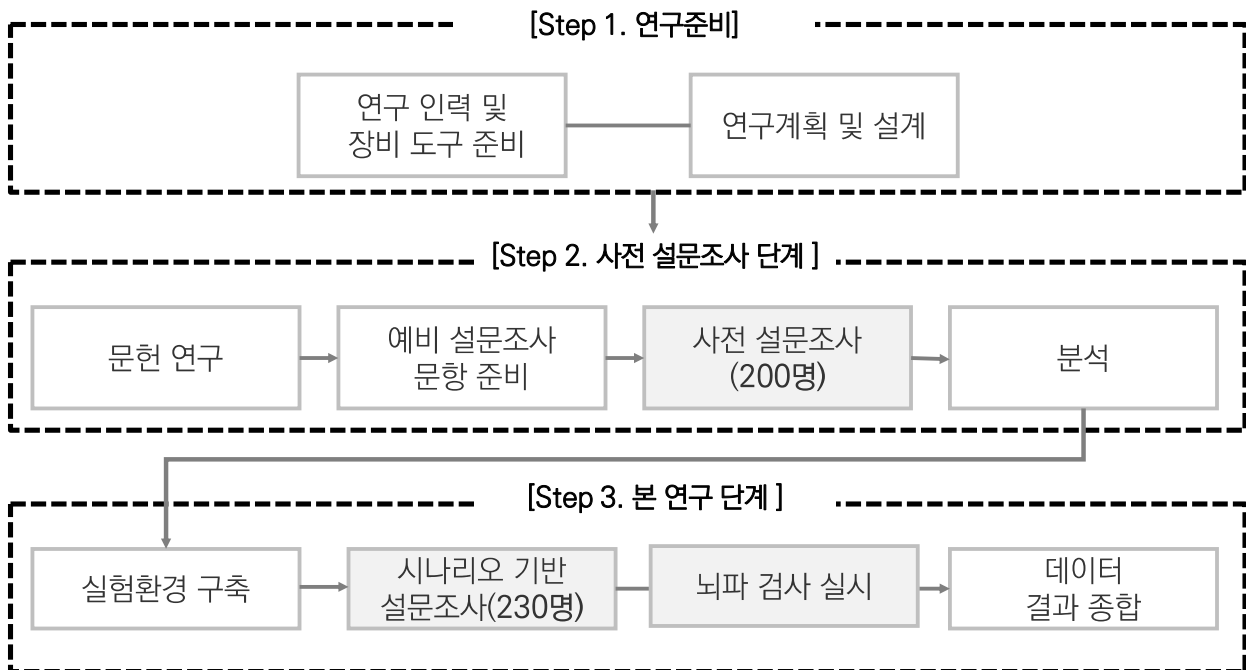 [Step 1. 연구준비]
연구 인력 및
장비 도구 준비
연구계획 및 설계
[Step 2. 사전 설문조사 단계 ]
문헌 연구
예비 설문조사
문항 준비
사전 설문조사
(200명)
분석
[Step 3. 본 연구 단계 ]
실험환경 구축
시나리오 기반
설문조사(230명)
뇌파 검사 실시
데이터
결과 종합